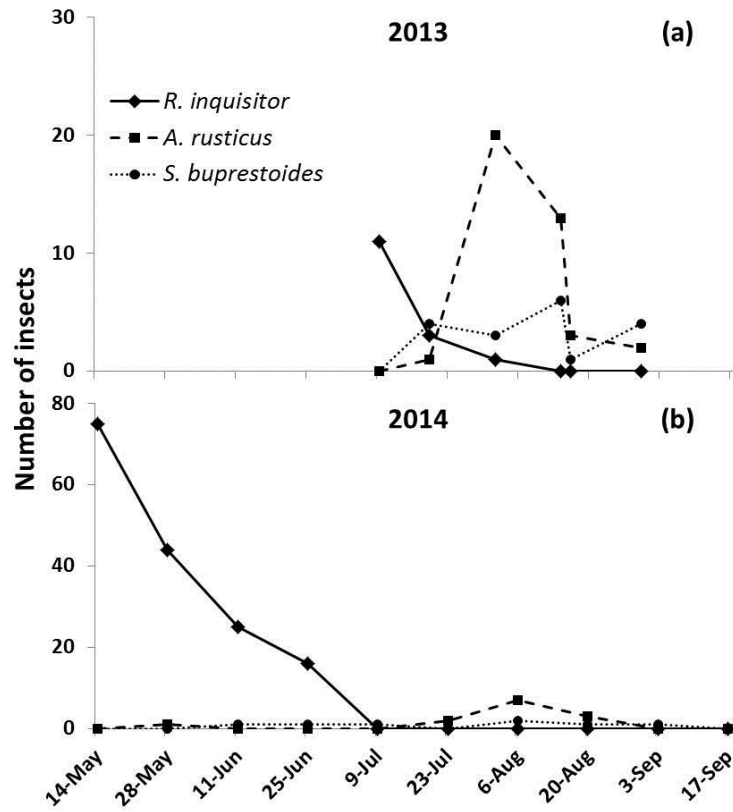 30
2013 (a)
R. inquisitor
A. rusticus
S. buprestoides
20
10
0
Number of insects
80
2014 (b)
60
40
20
0
14-May 28-May 11-Jun 25-Jun 9-Jul 23-Jul 6-Aug 20-Aug 3-Sep 17-Sep